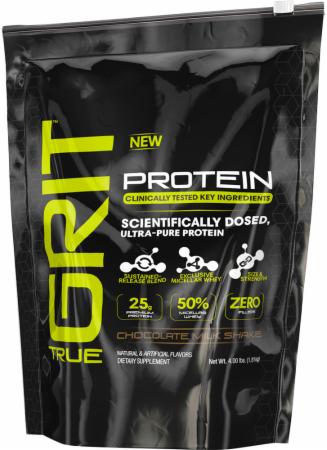 TRUE GRIT™
NEW
PROTEIN
CLINICALLY TESTED KEY INGREDIENTS
SCIENTIFICALLY DOSED,
ULTRA-PURE PROTEIN
SUSTAINED-
RELEASE BLEND
EXCLUSIVE
MICELLAR WHEY
SIZE &
STRENGTH
25g
PREMIUM
PROTEIN
50%
MICELLAR
WHEY
ZERO
FILLERS
CHOCOLATE MILK SHAKE
NATURAL & ARTIFICIAL FLAVORS
DIETARY SUPPLEMENT
Net Wt. 4.00 lbs. (1.81kg)